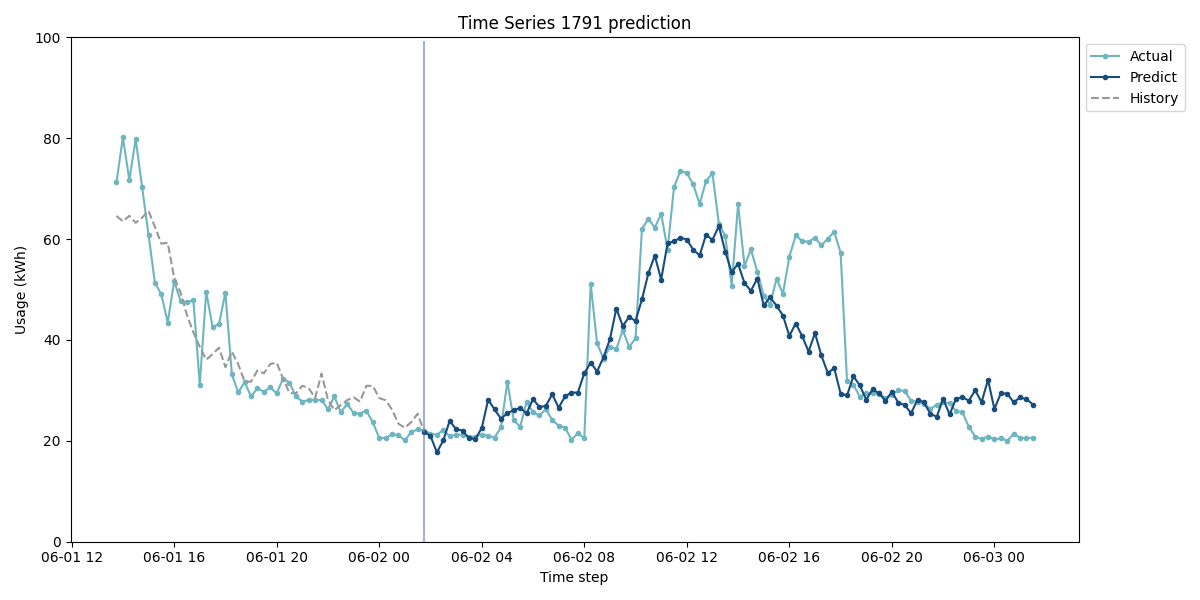 Time Series 1791 prediction
100
80
60
40
20
0
Usage (kWh)
06-01 12
06-01 16
06-01 20
06-02 00
06-02 04
06-02 08
06-02 12
06-02 16
06-02 20
06-03 00
Time step
Actual
Predict
History